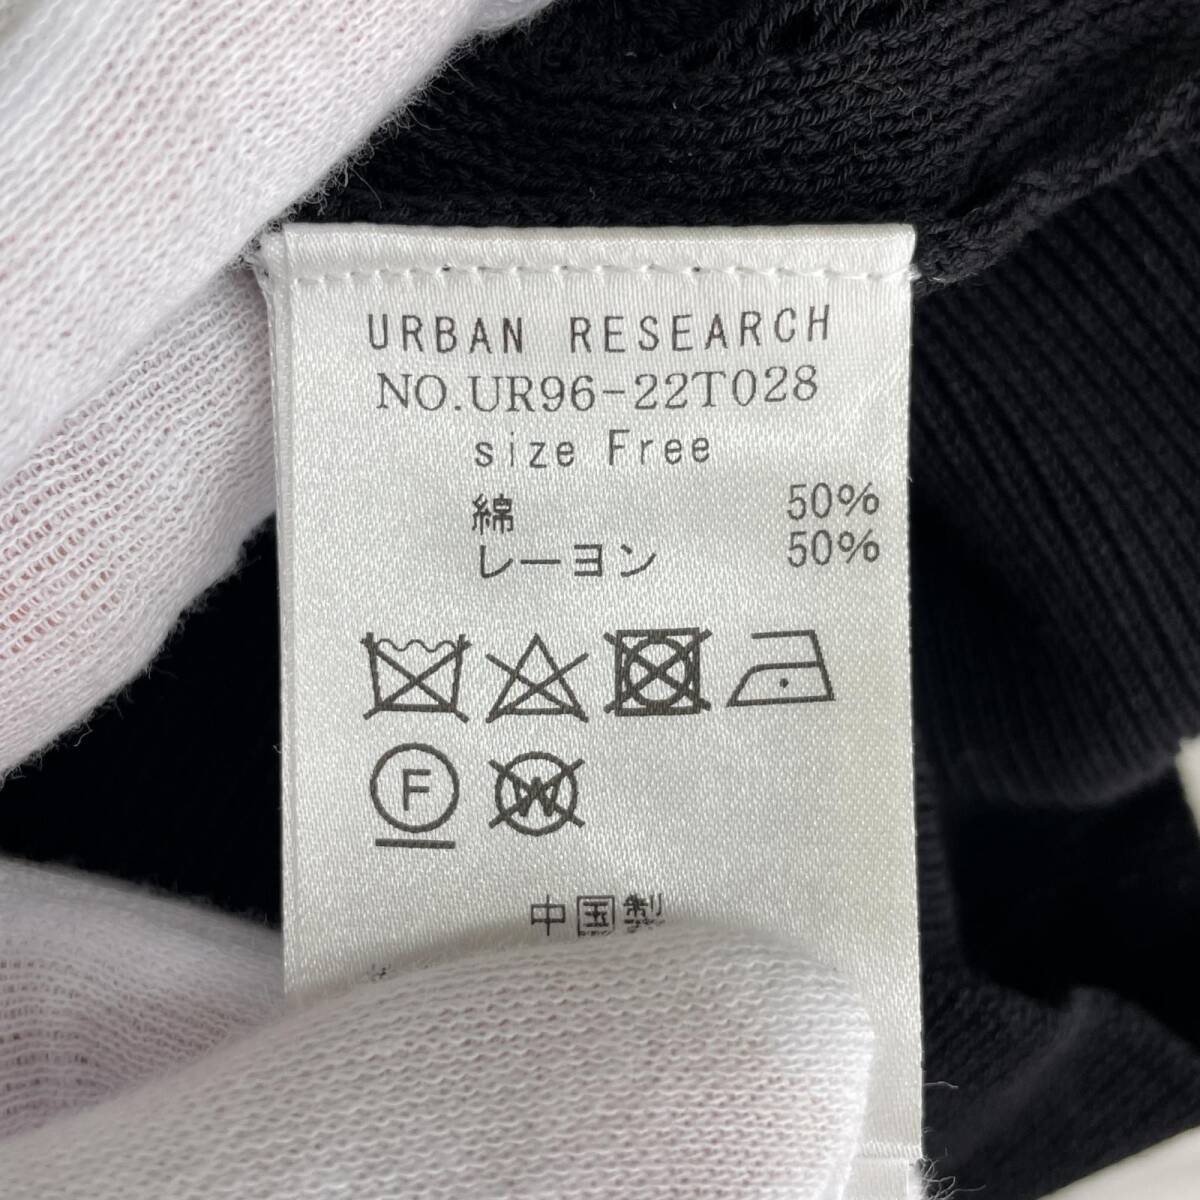 URBAN RESEARCH
NO.UR96-22T028
size Free
綿 50%
レーヨン 50%
F W
中国製